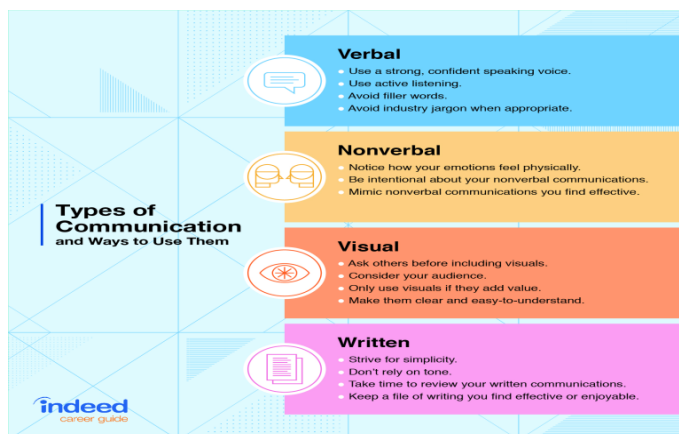 Types of
Communication
and Ways to Use Them
Verbal
Use a strong, confident speaking voice.
Use active listening.
Avoid filler words.
Avoid industry jargon when appropriate.
Nonverbal
Notice how your emotions feel physically.
Be intentional about your nonverbal communications.
Mimic nonverbal communications you find effective.
Visual
Ask others before including visuals.
Consider your audience.
Only use visuals if they add value.
Make them clear and easy-to-understand.
Written
Strive for simplicity.
Don't rely on tone.
Take time to review your written communications.
Keep a file of writing you find effective or enjoyable.
indeed
career guide